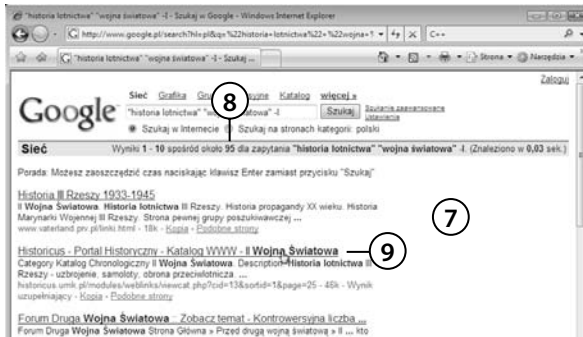 "historia lotnictwa" "wojna światowa" -I - Szukaj w Google - Windows Internet Explorer
http://www.google.pl/search?hl=pl&q=%22historia+lotnictwa%22+%22wojna+ś C++
"historia lotnictwa" "wojna światowa" -I - Szukaj ... Strona Narzędzia
Zaloguj
Sieć Grafika Katalog więcej »
Google "historia lotnictwa" "wojna światowa" -I Szukaj Szukanie zaawansowane
Ustawienia
8
Szukaj w Internecie Szukaj na stronach kategorii: polski
Sieć Wyniki 1 - 10 spośród około 95 dla zapytania "historia lotnictwa" "wojna światowa" -I. (Znaleziono w 0,03 sek.)
Porada: Możesz zaoszczędzić czas naciskając klawisz Enter zamiast przycisku "Szukaj"
Historia III Rzeszy 1933-1945
II Wojna Światowa. Historia lotnictwa III Rzeszy. Historia propagandy XX wieku. Historia
Marynarki Wojennej III Rzeszy. Strona pewnej grupy poszukiwawczej ...
www.vaterland.prv.pl/linki.html - 18k - Kopia - Podobne strony
7
Historicus - Portal Historyczny - Katalog WWW - II Wojna Światowa
9
Category Katalog Chronologiczny II Wojna Światowa. Description: Historia lotnictwa III
Rzeszy - uzbrojenie, samoloty, obrona przeciwlotnicza. ...
historicus.umk.pl/modules/weblinks/viewcat.php?cid=13&sortid=1&page=25 - 46k - Wynik
uzupełniający - Kopia - Podobne strony
Forum Druga Wojna Światowa :: Zobacz temat - Kontrowersyjna liczba ...
Forum Druga Wojna Światowa Strona Główna » Przed drugą wojną światową » II ... kto